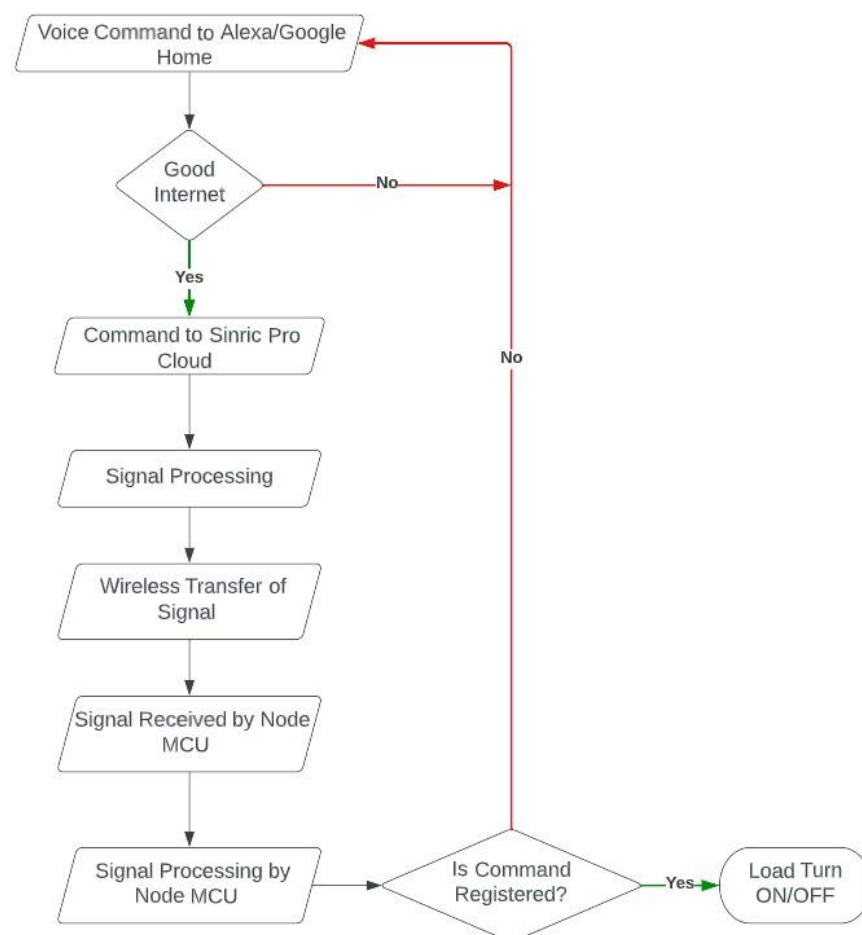 Voice Command to Alexa/Google
Home
Good
Internet
No
Yes
Command to Sinric Pro
Cloud
No
Signal Processing
Wireless Transfer of
Signal
Signal Received by Node
MCU
Signal Processing by
Node MCU
Is Command
Registered?
Yes
Load Turn
ON/OFF